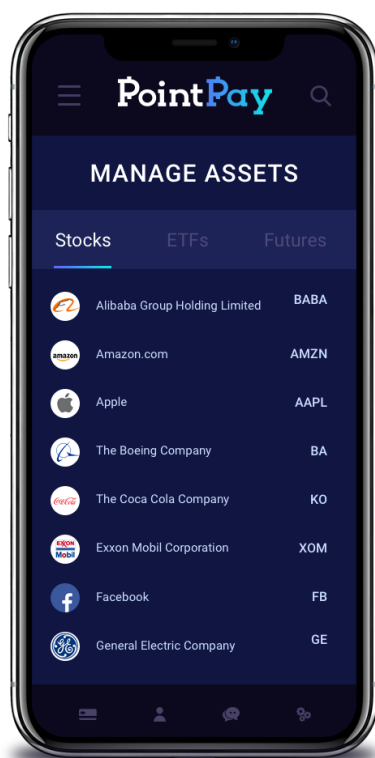 PointPay
MANAGE ASSETS
Stocks ETFs Futures
Alibaba Group Holding Limited BABA
amazon Amazon.com AMZN
Apple AAPL
The Boeing Company BA
Coca-Cola The Coca Cola Company KO
EXXON
Mobil Exxon Mobil Corporation XOM
f Facebook FB
GE General Electric Company GE